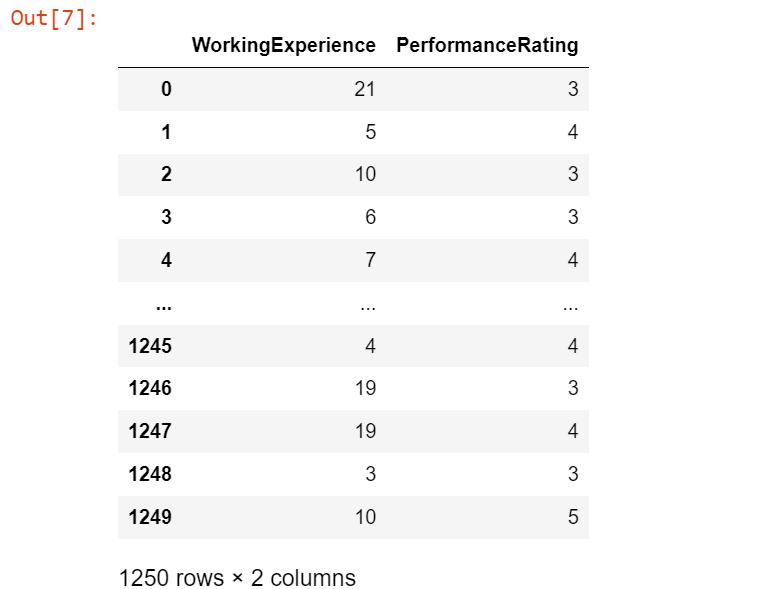 Out[7]:
WorkingExperience PerformanceRating
0 21 3
1 5 4
2 10 3
3 6 3
4 7 4
... ... ...
1245 4 4
1246 19 3
1247 19 4
1248 3 3
1249 10 5
1250 rows × 2 columns